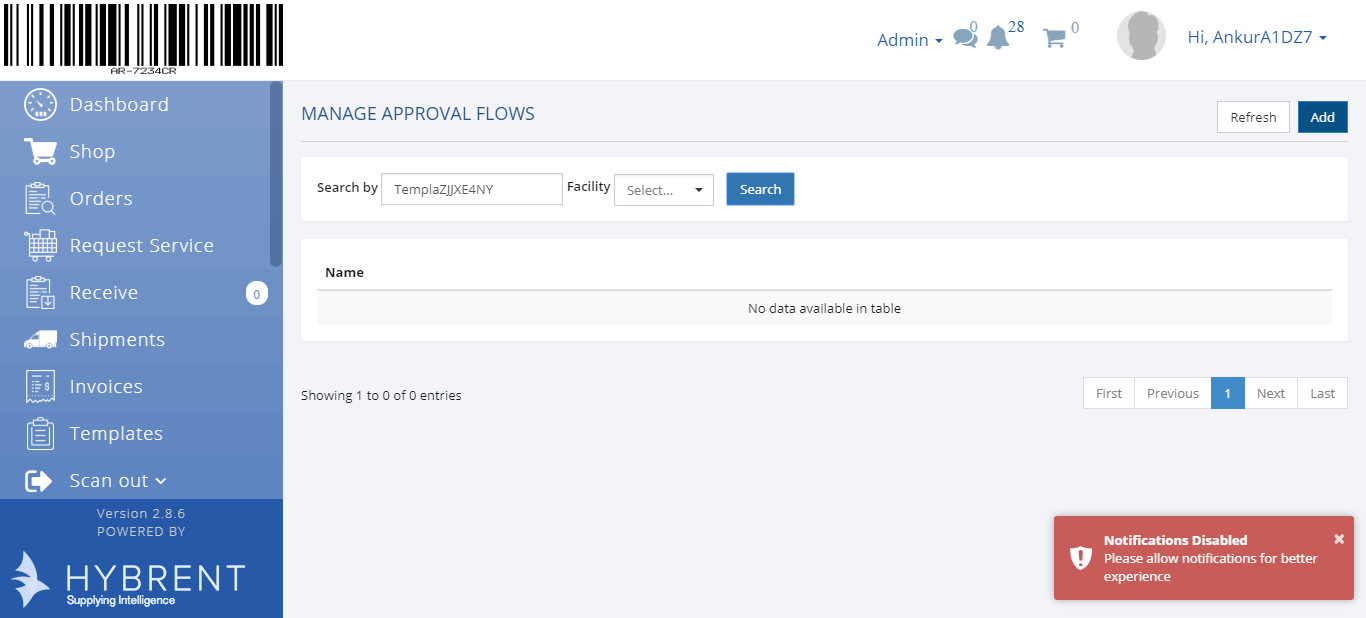 AR-7234CR
Admin
0
28
0
Hi, AnkurA1DZ7
Dashboard
Shop
Orders
Request Service
Receive 0
Shipments
Invoices
Templates
Scan out
Version 2.8.6
POWERED BY
HYBRENT
Supplying Intelligence
MANAGE APPROVAL FLOWS
Refresh Add
Search by TemplaZJJXE4NY Facility Select... Search
Name
No data available in table
Showing 1 to 0 of 0 entries
First Previous 1 Next Last
Notifications Disabled
Please allow notifications for better
experience